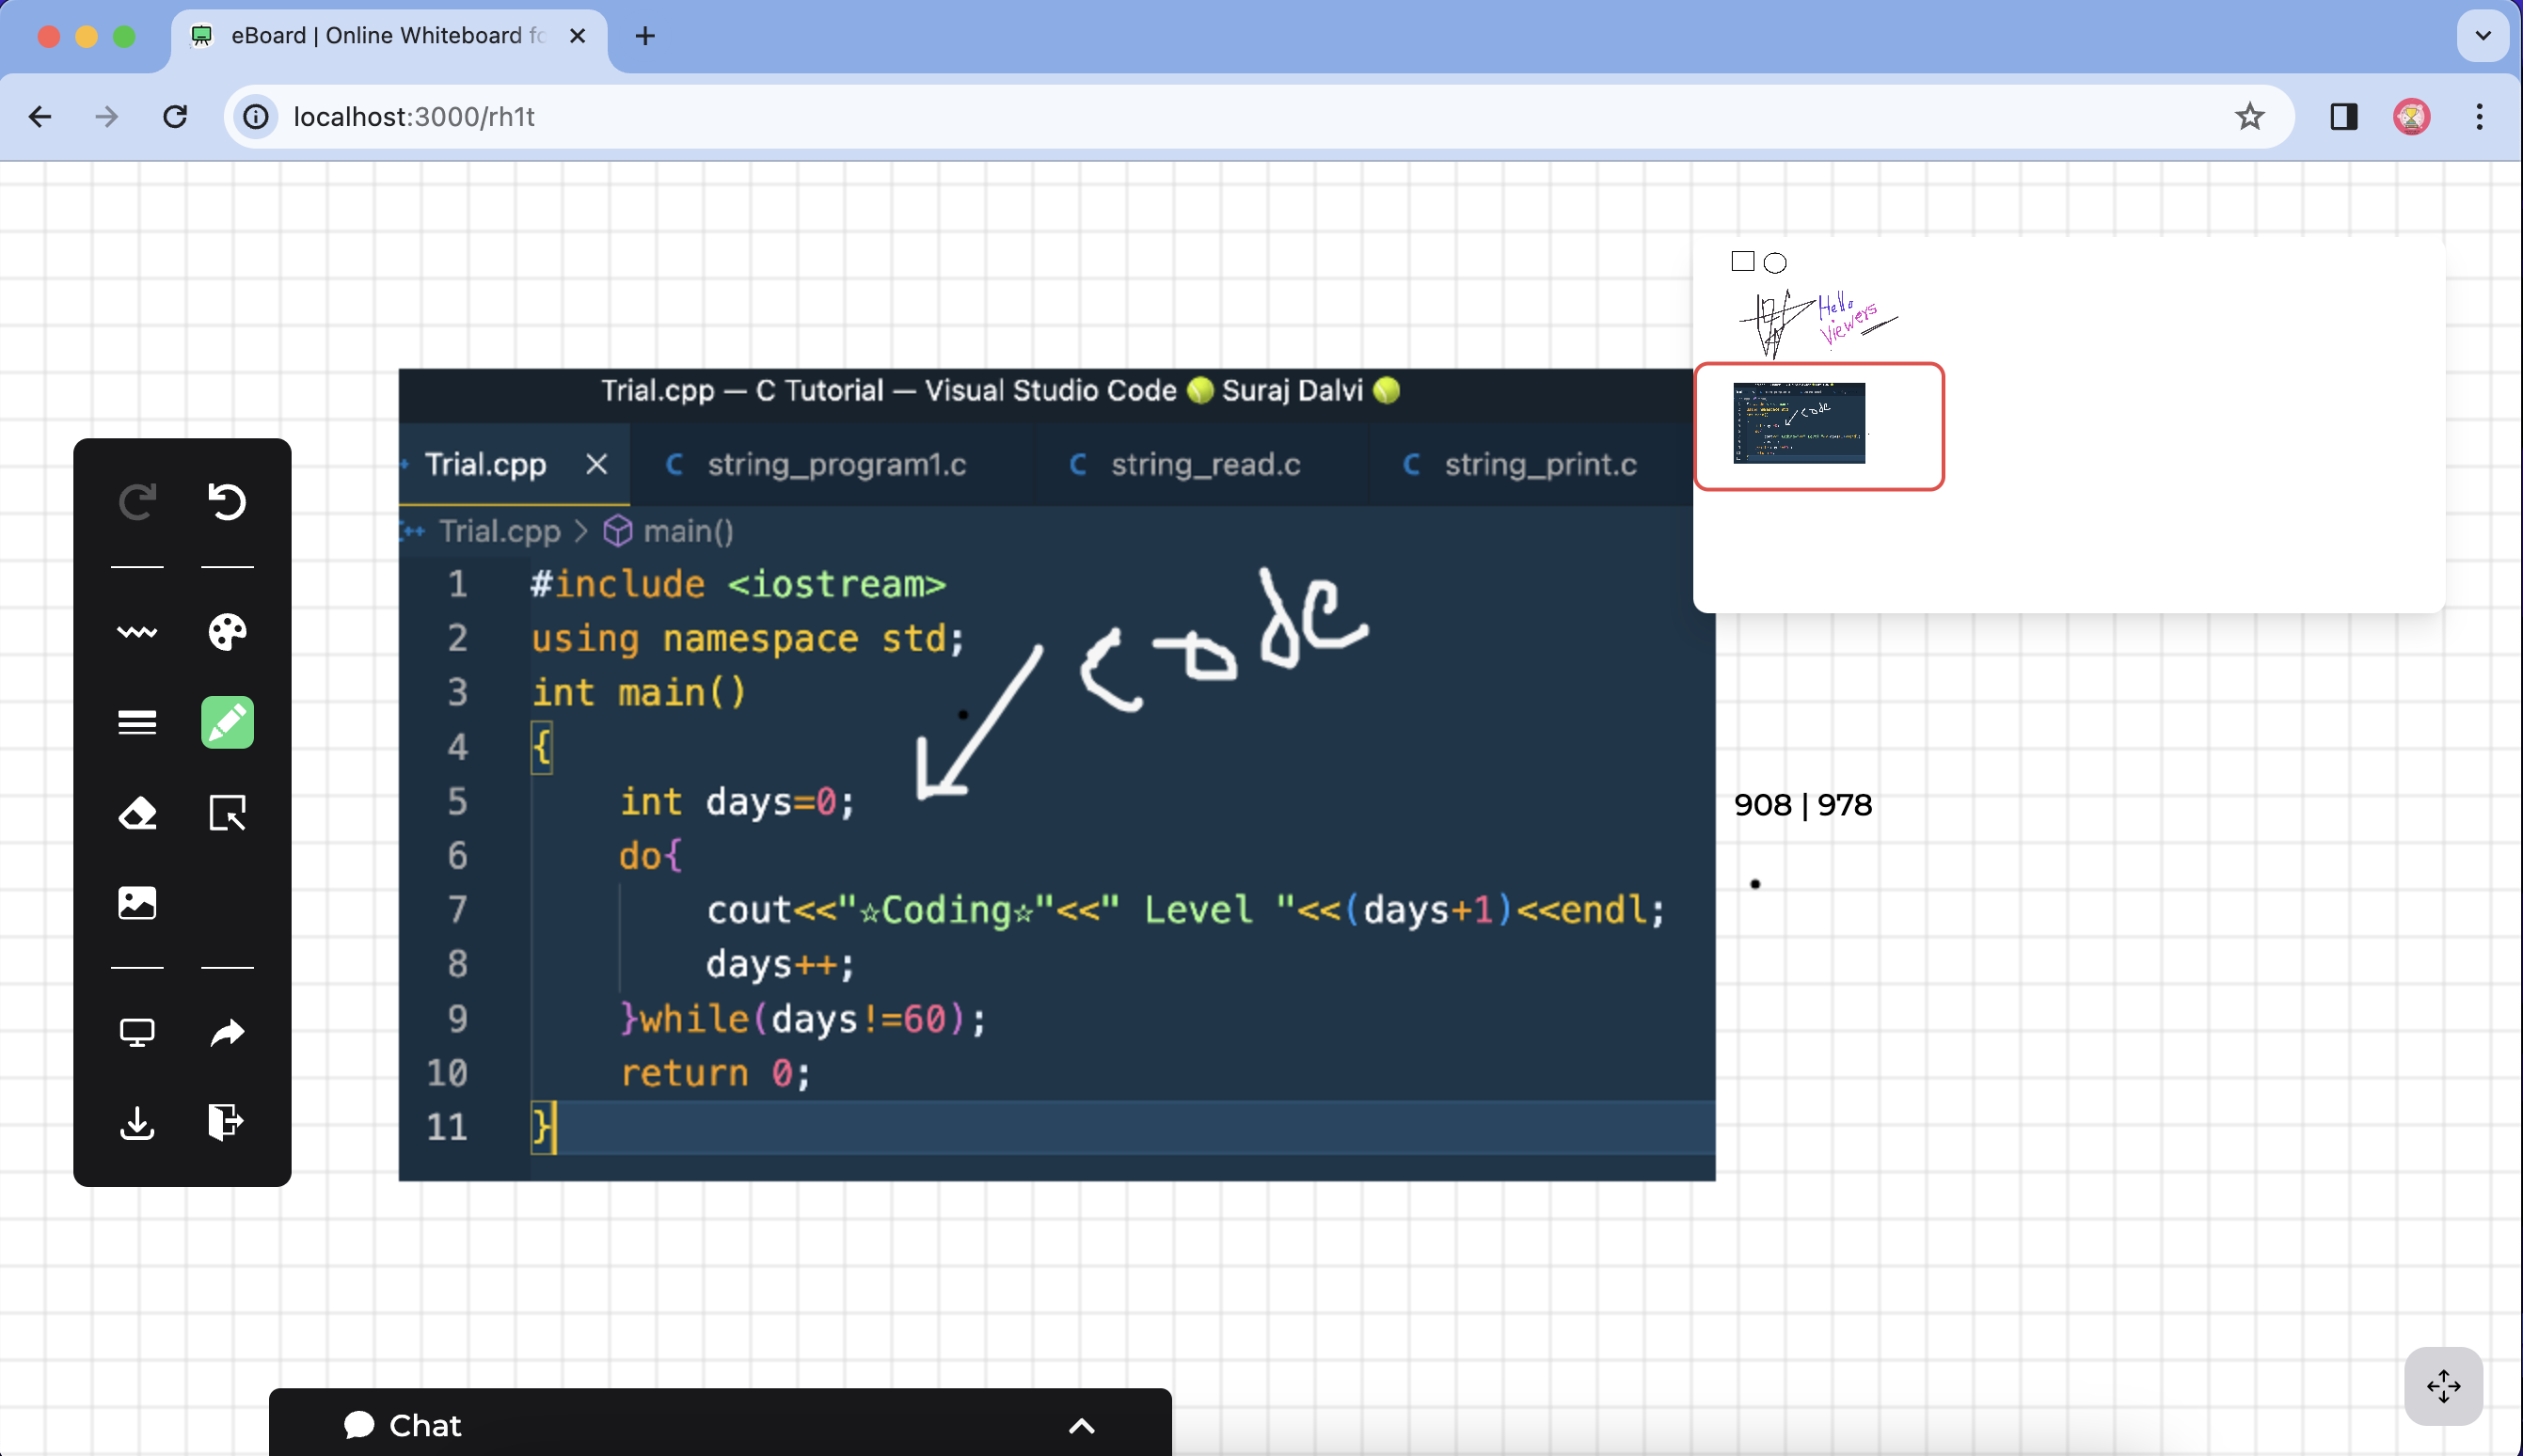 eBoard | Online Whiteboard fo
localhost:3000/rh1t
Hello
Viewers
Trial.cpp — C Tutorial — Visual Studio Code 🎾 Suraj Dalvi 🎾
Trial.cpp
C string_program1.c
C string_read.c
C string_print.c
Trial.cpp > main()
1 #include <iostream>
2 using namespace std;
3 int main()
4 {
5 int days=0;
6 do{
7 cout<<"☆Coding☆"<<" Level "<<(days+1)<<endl;
8 days++;
9 }while(days!=60);
10 return 0;
11 }
code
908 | 978
Chat